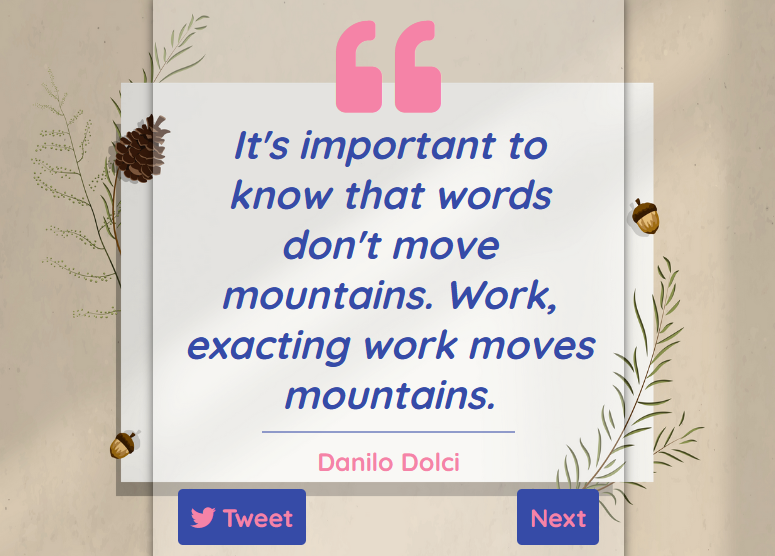 It's important to
know that words
don't move
mountains. Work,
exacting work moves
mountains.
Danilo Dolci
Tweet
Next